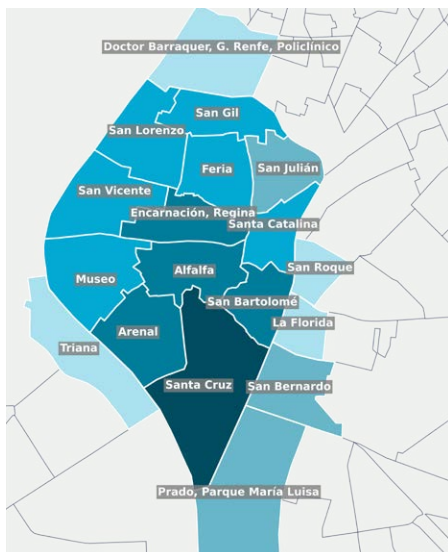 Doctor Barraquer, G. Renfe, Policlínico
San Gil
San Lorenzo
Feria
San Julián
San Vicente
Encarnación, Regina
Santa Catalina
Alfalfa
San Roque
Museo
San Bartolomé
La Florida
Arenal
Triana
Santa Cruz
San Bernardo
Prado, Parque María Luisa